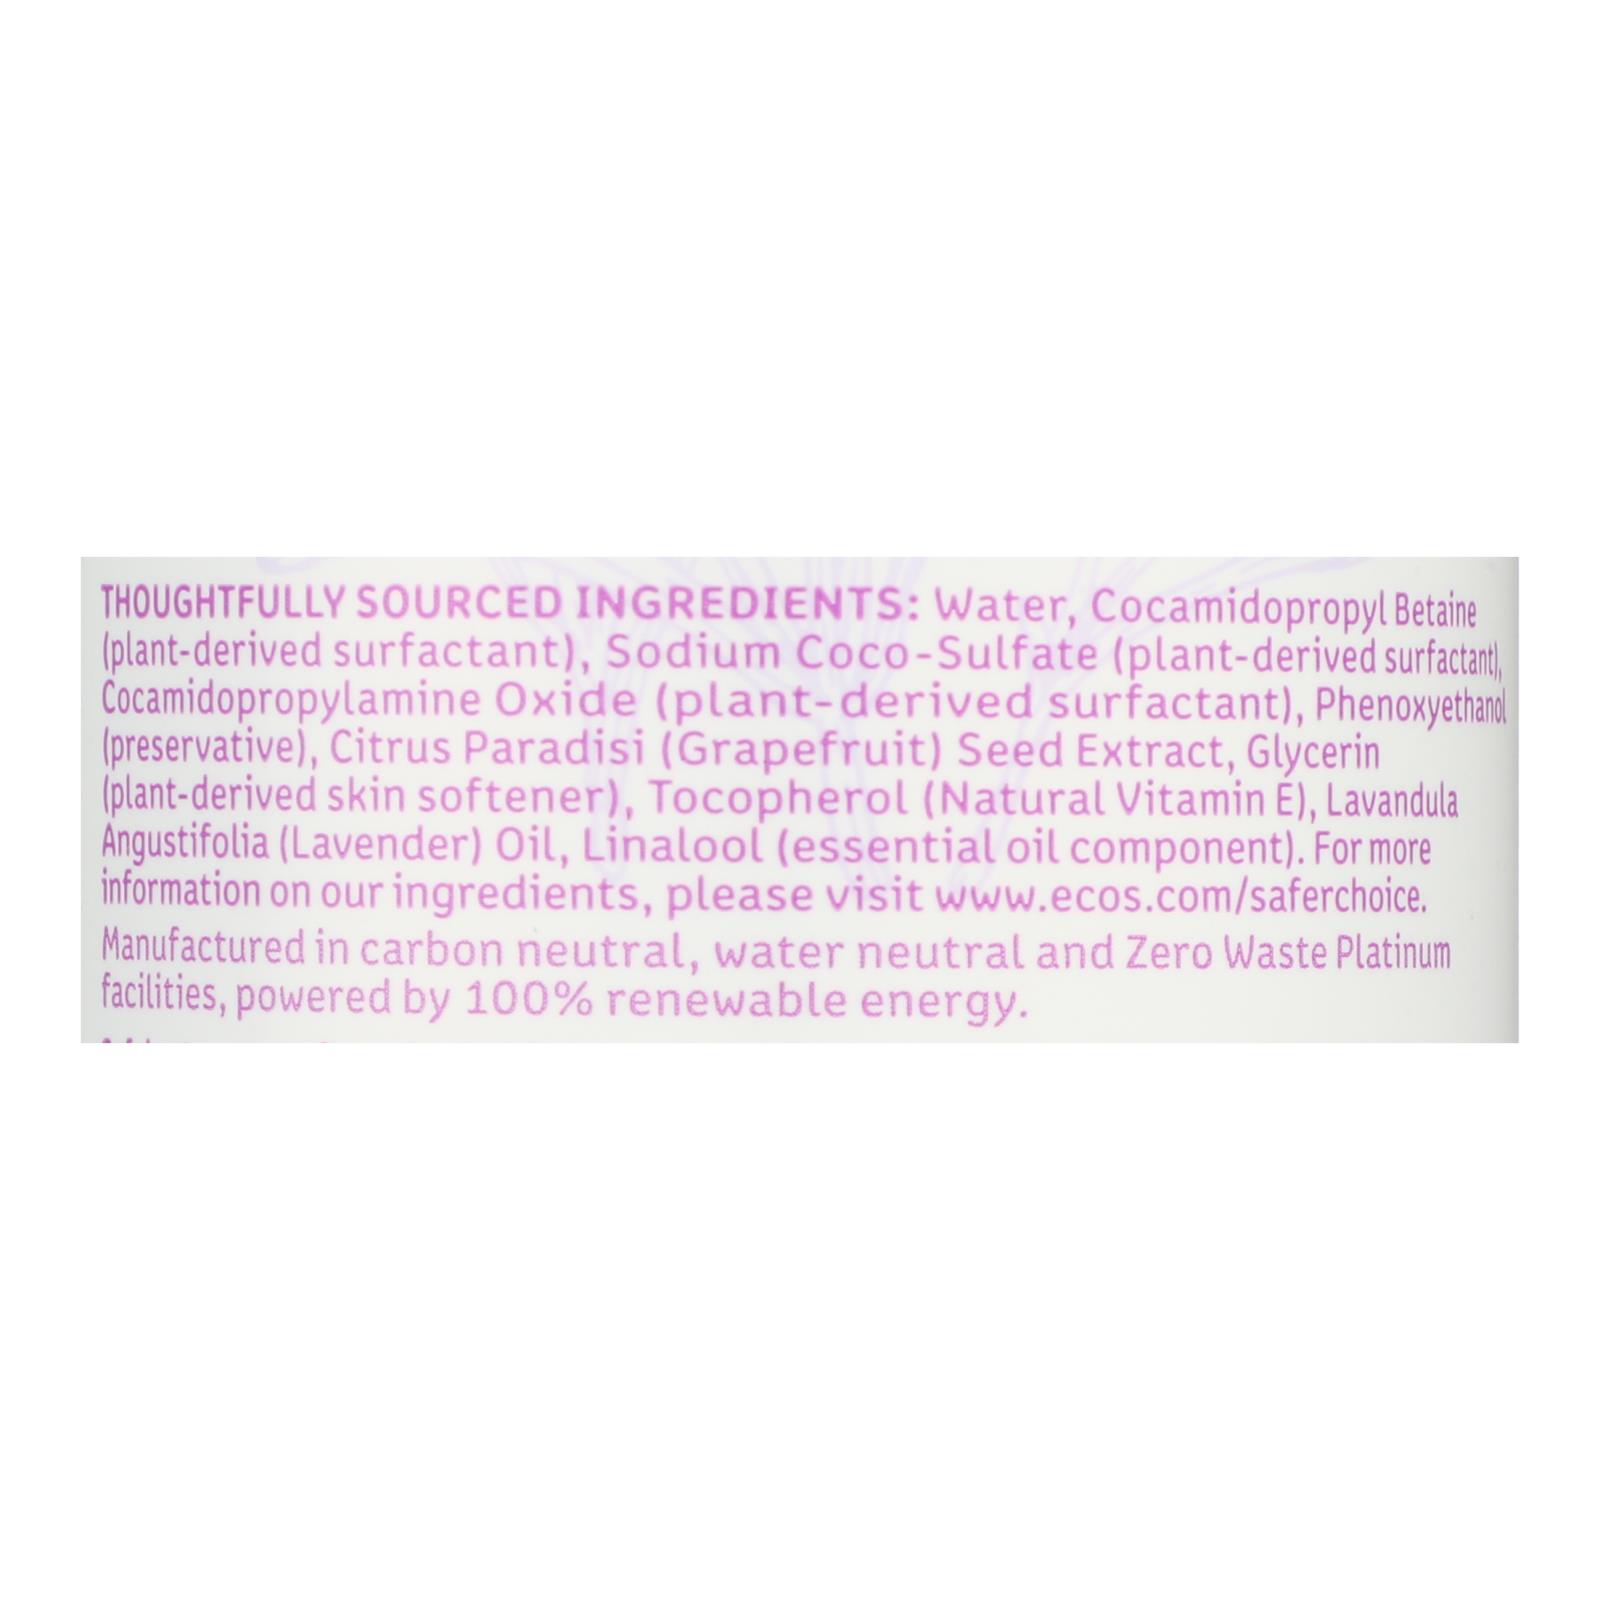 THOUGHTFULLY SOURCED INGREDIENTS: Water, Cocamidopropyl Betaine
(plant-derived surfactant), Sodium Coco-Sulfate (plant-derived surfactant),
Cocamidopropylamine Oxide (plant-derived surfactant), Phenoxyethanol
(preservative), Citrus Paradisi (Grapefruit) Seed Extract, Glycerin
(plant-derived skin softener), Tocopherol (Natural Vitamin E), Lavandula
Angustifolia (Lavender) Oil, Linalool (essential oil component). For more
information on our ingredients, please visit www.ecos.com/saferchoice.
Manufactured in carbon neutral, water neutral and Zero Waste Platinum
facilities, powered by 100% renewable energy.